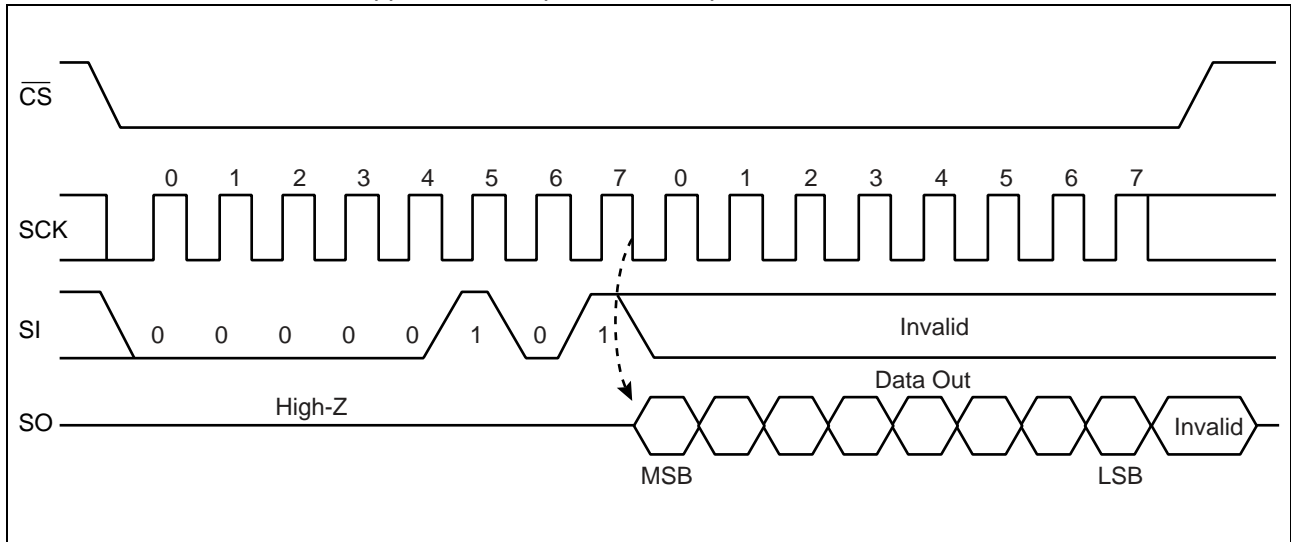 CS
0 1 2 3 4 5 6 7 0 1 2 3 4 5 6 7
SCK
SI 0 0 0 0 0 1 0 1 Invalid
Data Out
High-Z
SO Invalid
MSB LSB